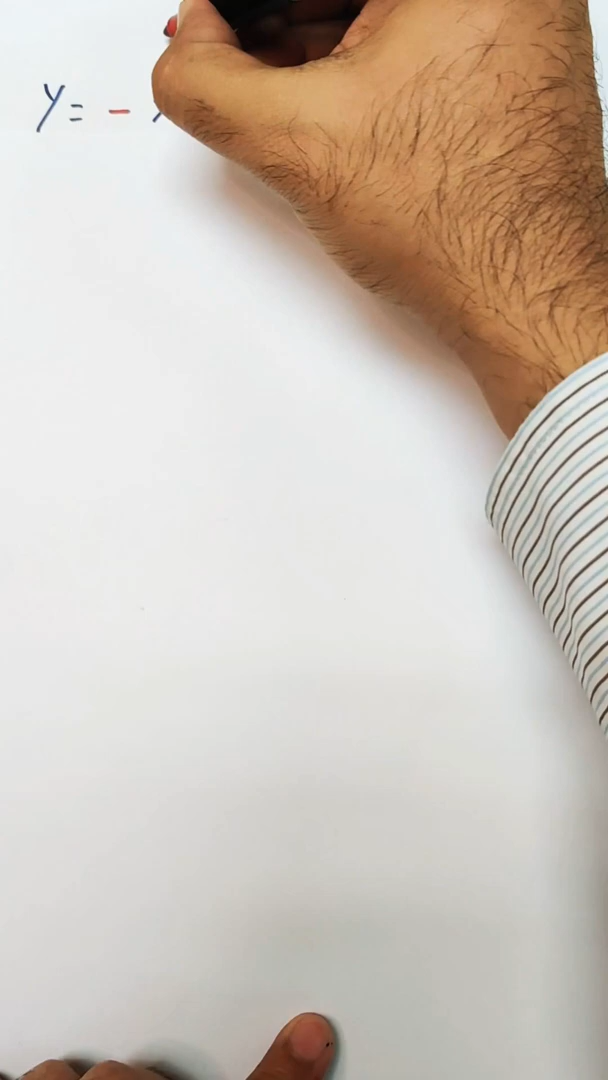 y = -